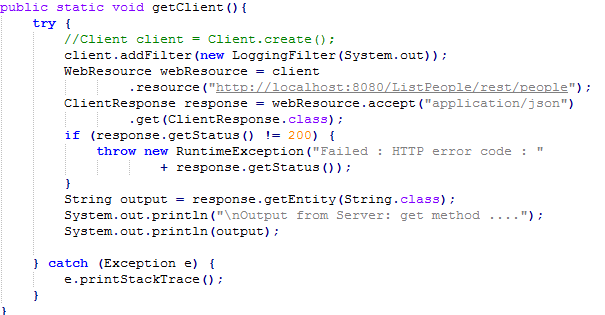 public static void getClient(){
    try {
        //Client client = Client.create();
        client.addFilter(new LoggingFilter(System.out));
        WebResource webResource = client
                .resource("http://localhost:8080/ListPeople/rest/people");
        ClientResponse response = webResource.accept("application/json")
                .get(ClientResponse.class);
        if (response.getStatus() != 200) {
            throw new RuntimeException("Failed : HTTP error code : "
                    + response.getStatus());
        }
        String output = response.getEntity(String.class);
        System.out.println("\nOutput from Server: get method ....");
        System.out.println(output);

    } catch (Exception e) {
        e.printStackTrace();
    }
}